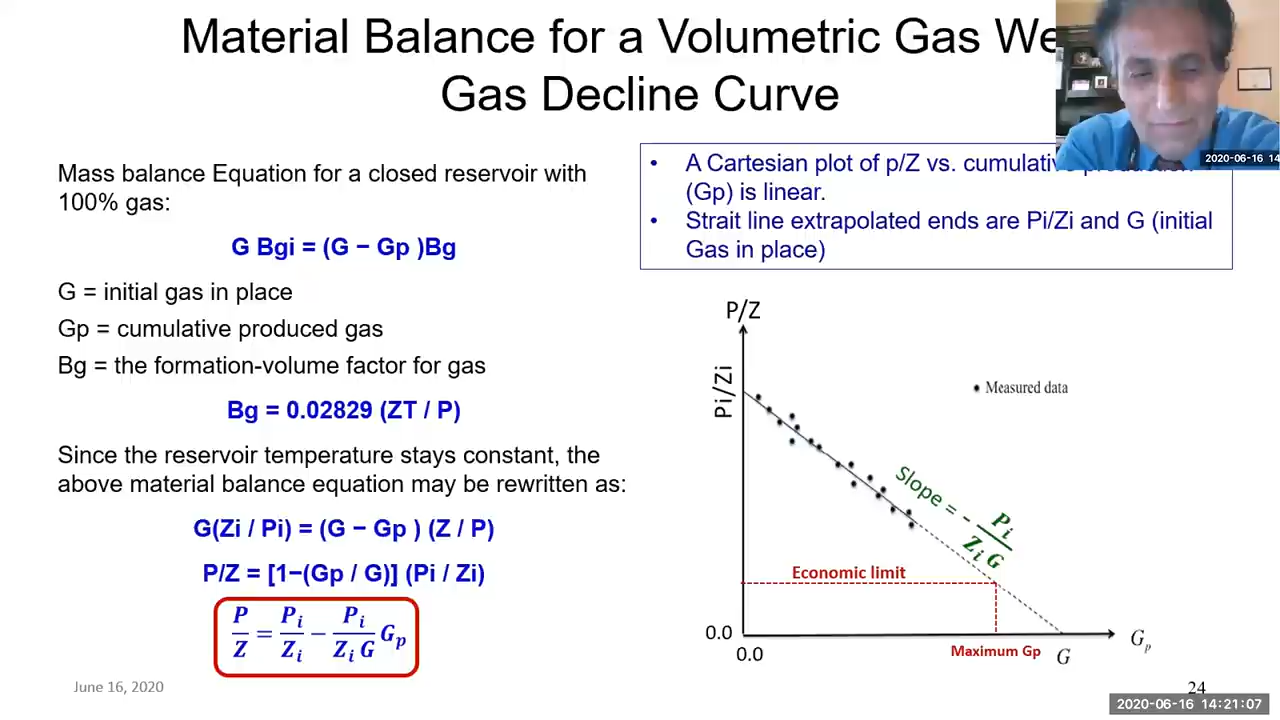 Material Balance for a Volumetric Gas We
Gas Decline Curve
Mass balance Equation for a closed reservoir with
100% gas:
G Bgi = (G − Gp )Bg
G = initial gas in place
Gp = cumulative produced gas
Bg = the formation-volume factor for gas
Bg = 0.02829 (ZT / P)
Since the reservoir temperature stays constant, the
above material balance equation may be rewritten as:
G(Zi / Pi) = (G − Gp ) (Z / P)
P/Z = [1−(Gp / G)] (Pi / Zi)
P/Z = Pi/Zi − Pi/(Zi G) Gp
June 16, 2020
• A Cartesian plot of p/Z vs. cumulativ
(Gp) is linear.
• Strait line extrapolated ends are Pi/Zi and G (initial
Gas in place)
P/Z
Pi/Zi
• Measured data
Slope = - Pi/(Zi G)
Economic limit
0.0
0.0
Maximum Gp
G
Gp
24
2020-06-16 14
2020-06-16 14:21:07